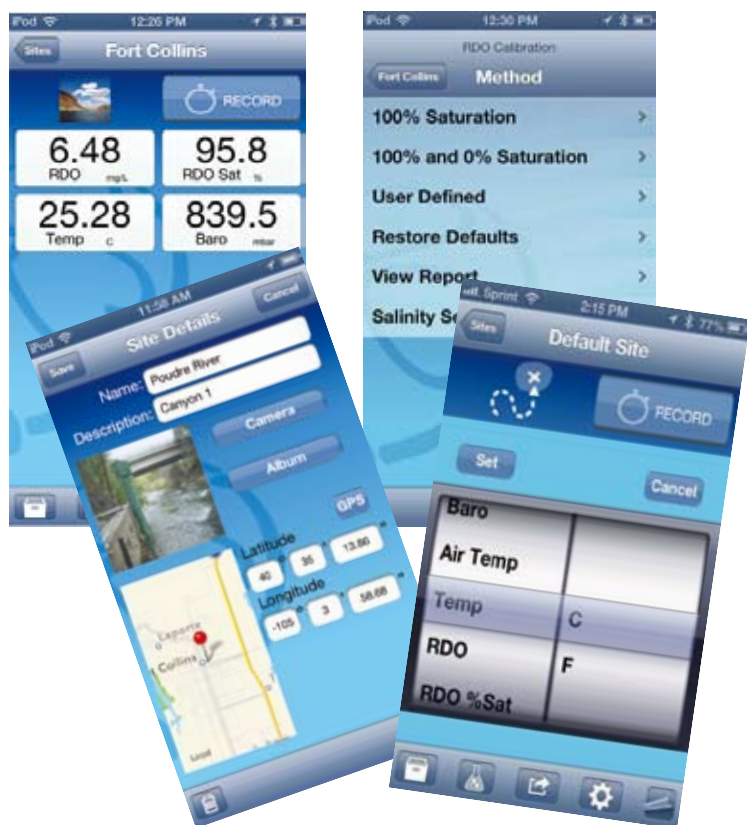 iPod 12:26 PM
Sites Fort Collins
RECORD
6.48 95.8
RDO mg/L RDO Sat %
25.28 839.5
Temp C Baro mbar
iPod 12:30 PM
RDO Calibration
Fort Collins Method
100% Saturation >
100% and 0% Saturation >
User Defined >
Restore Defaults >
View Report >
Salinity Se
iPod 11:58 AM
Save Site Details Cancel
Name: Poudre River
Description: Canyon 1
Camera
Album
GPS
Latitude
40 ° 35 ' 13.86 "
Longitude
-105 ° 3 ' 58.68 "
Laporte
t Collins
Sprint 2:15 PM 77%
Sites Default Site
RECORD
Set Cancel
Baro
Air Temp
Temp C
RDO F
RDO %Sat